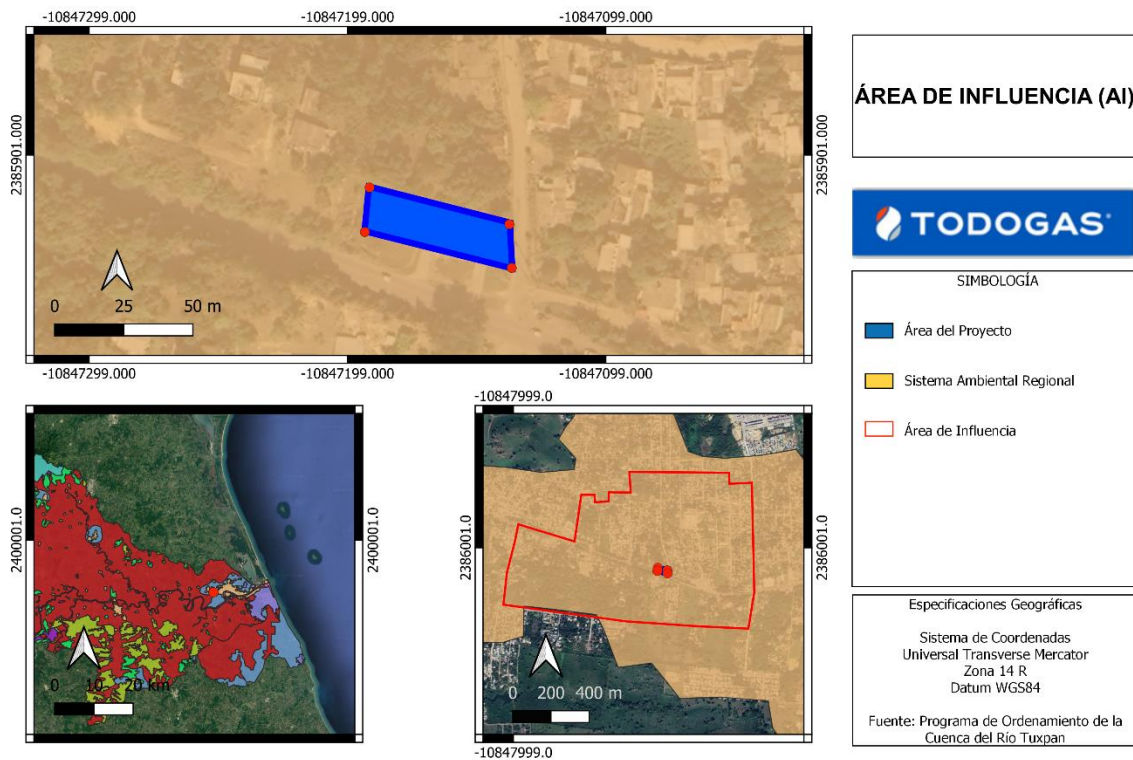 -10847299.000 -10847199.000 -10847099.000
2385901.000 2385901.000
0 25 50 m
-10847299.000 -10847199.000 -10847099.000
ÁREA DE INFLUENCIA (AI)
TODOGAS
SIMBOLOGÍA
Área del Proyecto
Sistema Ambiental Regional
Área de Influencia
2400001.0 2400001.0
0 10 20 km
-10847999.0
2386001.0 2386001.0
0 200 400 m
-10847999.0
Especificaciones Geográficas
Sistema de Coordenadas
Universal Transverse Mercator
Zona 14 R
Datum WGS84
Fuente: Programa de Ordenamiento de la
Cuenca del Río Tuxpan